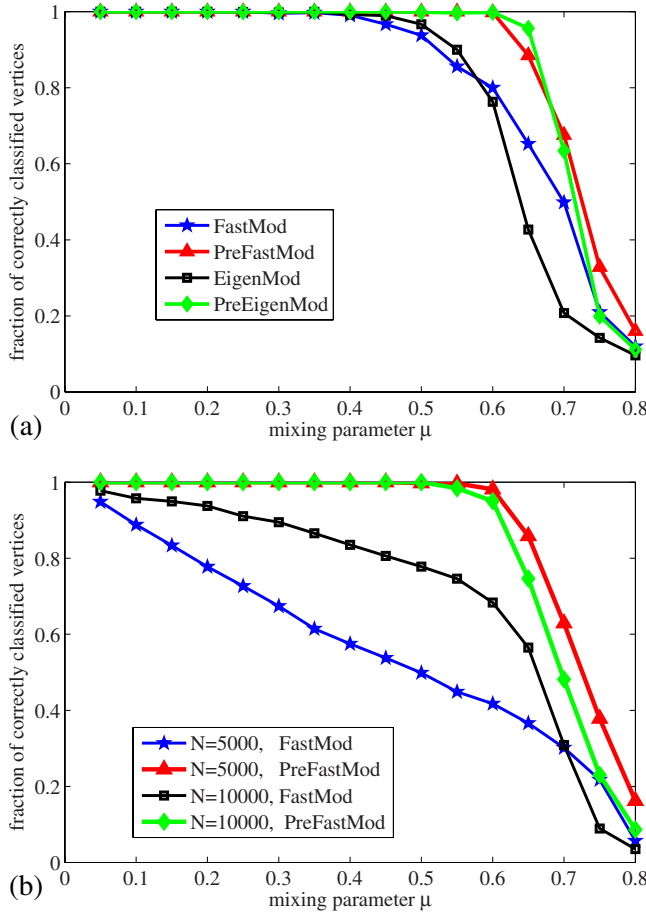 1
0.8
0.6
0.4
0.2
0
fraction of correctly classified vertices
FastMod
PreFastMod
EigenMod
PreEigenMod
0 0.1 0.2 0.3 0.4 0.5 0.6 0.7 0.8
(a)
mixing parameter μ
1
0.8
0.6
0.4
0.2
0
fraction of correctly classified vertices
N=5000, FastMod
N=5000, PreFastMod
N=10000, FastMod
N=10000, PreFastMod
0 0.1 0.2 0.3 0.4 0.5 0.6 0.7 0.8
(b)
mixing parameter μ